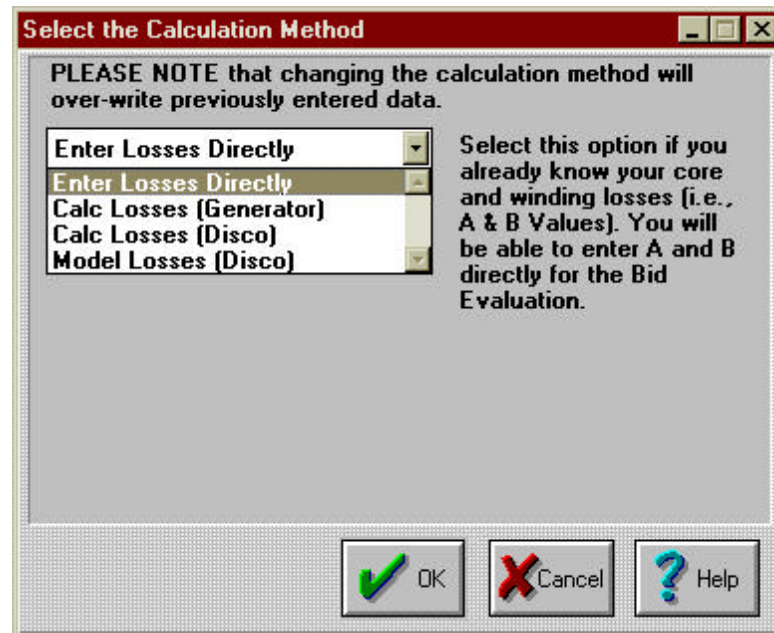 Select the Calculation Method
PLEASE NOTE that changing the calculation method will
over-write previously entered data.
Enter Losses Directly
Enter Losses Directly
Calc Losses (Generator)
Calc Losses (Disco)
Model Losses (Disco)
Select this option if you
already know your core
and winding losses (i.e.,
A & B Values). You will
be able to enter A and B
directly for the Bid
Evaluation.
OK
Cancel
Help